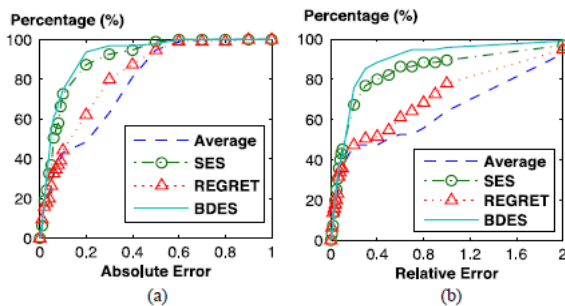 Percentage (%)
100
80
60
40
20
0
0 0.2 0.4 0.6 0.8 1
Absolute Error
Average
SES
REGRET
BDES
(a)
Percentage (%)
100
80
60
40
20
0
0 0.4 0.8 1.2 1.6 2.0
Relative Error
Average
SES
REGRET
BDES
(b)